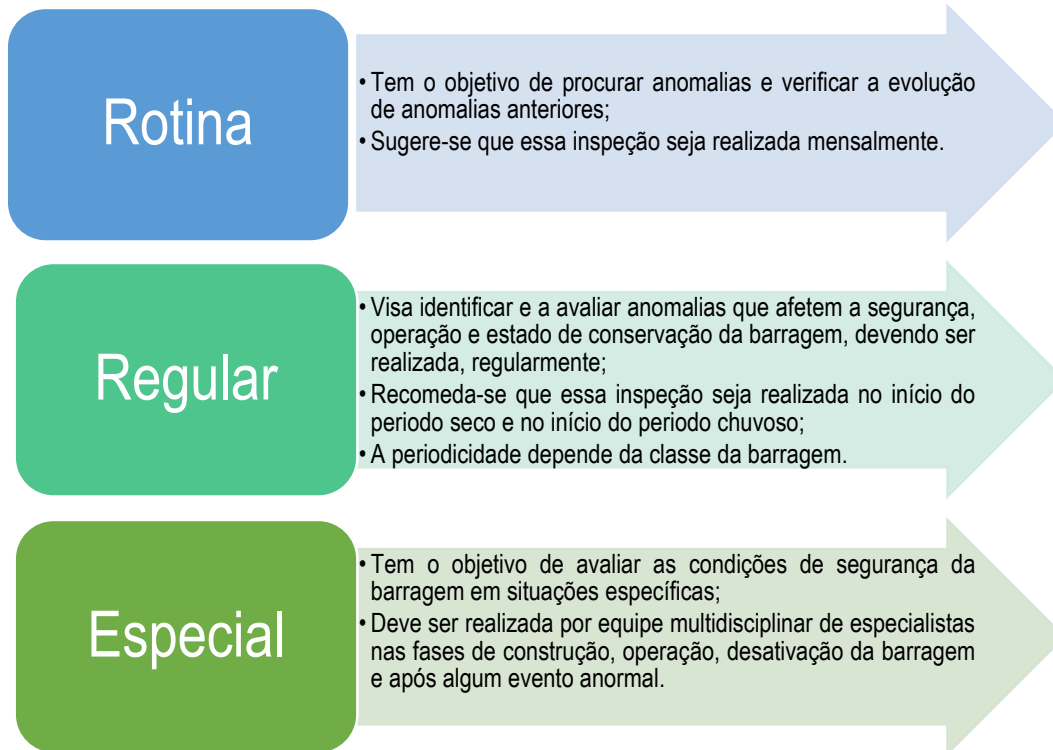 Rotina
• Tem o objetivo de procurar anomalias e verificar a evolução
de anomalias anteriores;
• Sugere-se que essa inspeção seja realizada mensalmente.
Regular
• Visa identificar e a avaliar anomalias que afetem a segurança,
operação e estado de conservação da barragem, devendo ser
realizada, regularmente;
• Recomeda-se que essa inspeção seja realizada no início do
periodo seco e no início do periodo chuvoso;
• A periodicidade depende da classe da barragem.
Especial
• Tem o objetivo de avaliar as condições de segurança da
barragem em situações específicas;
• Deve ser realizada por equipe multidisciplinar de especialistas
nas fases de construção, operação, desativação da barragem
e após algum evento anormal.